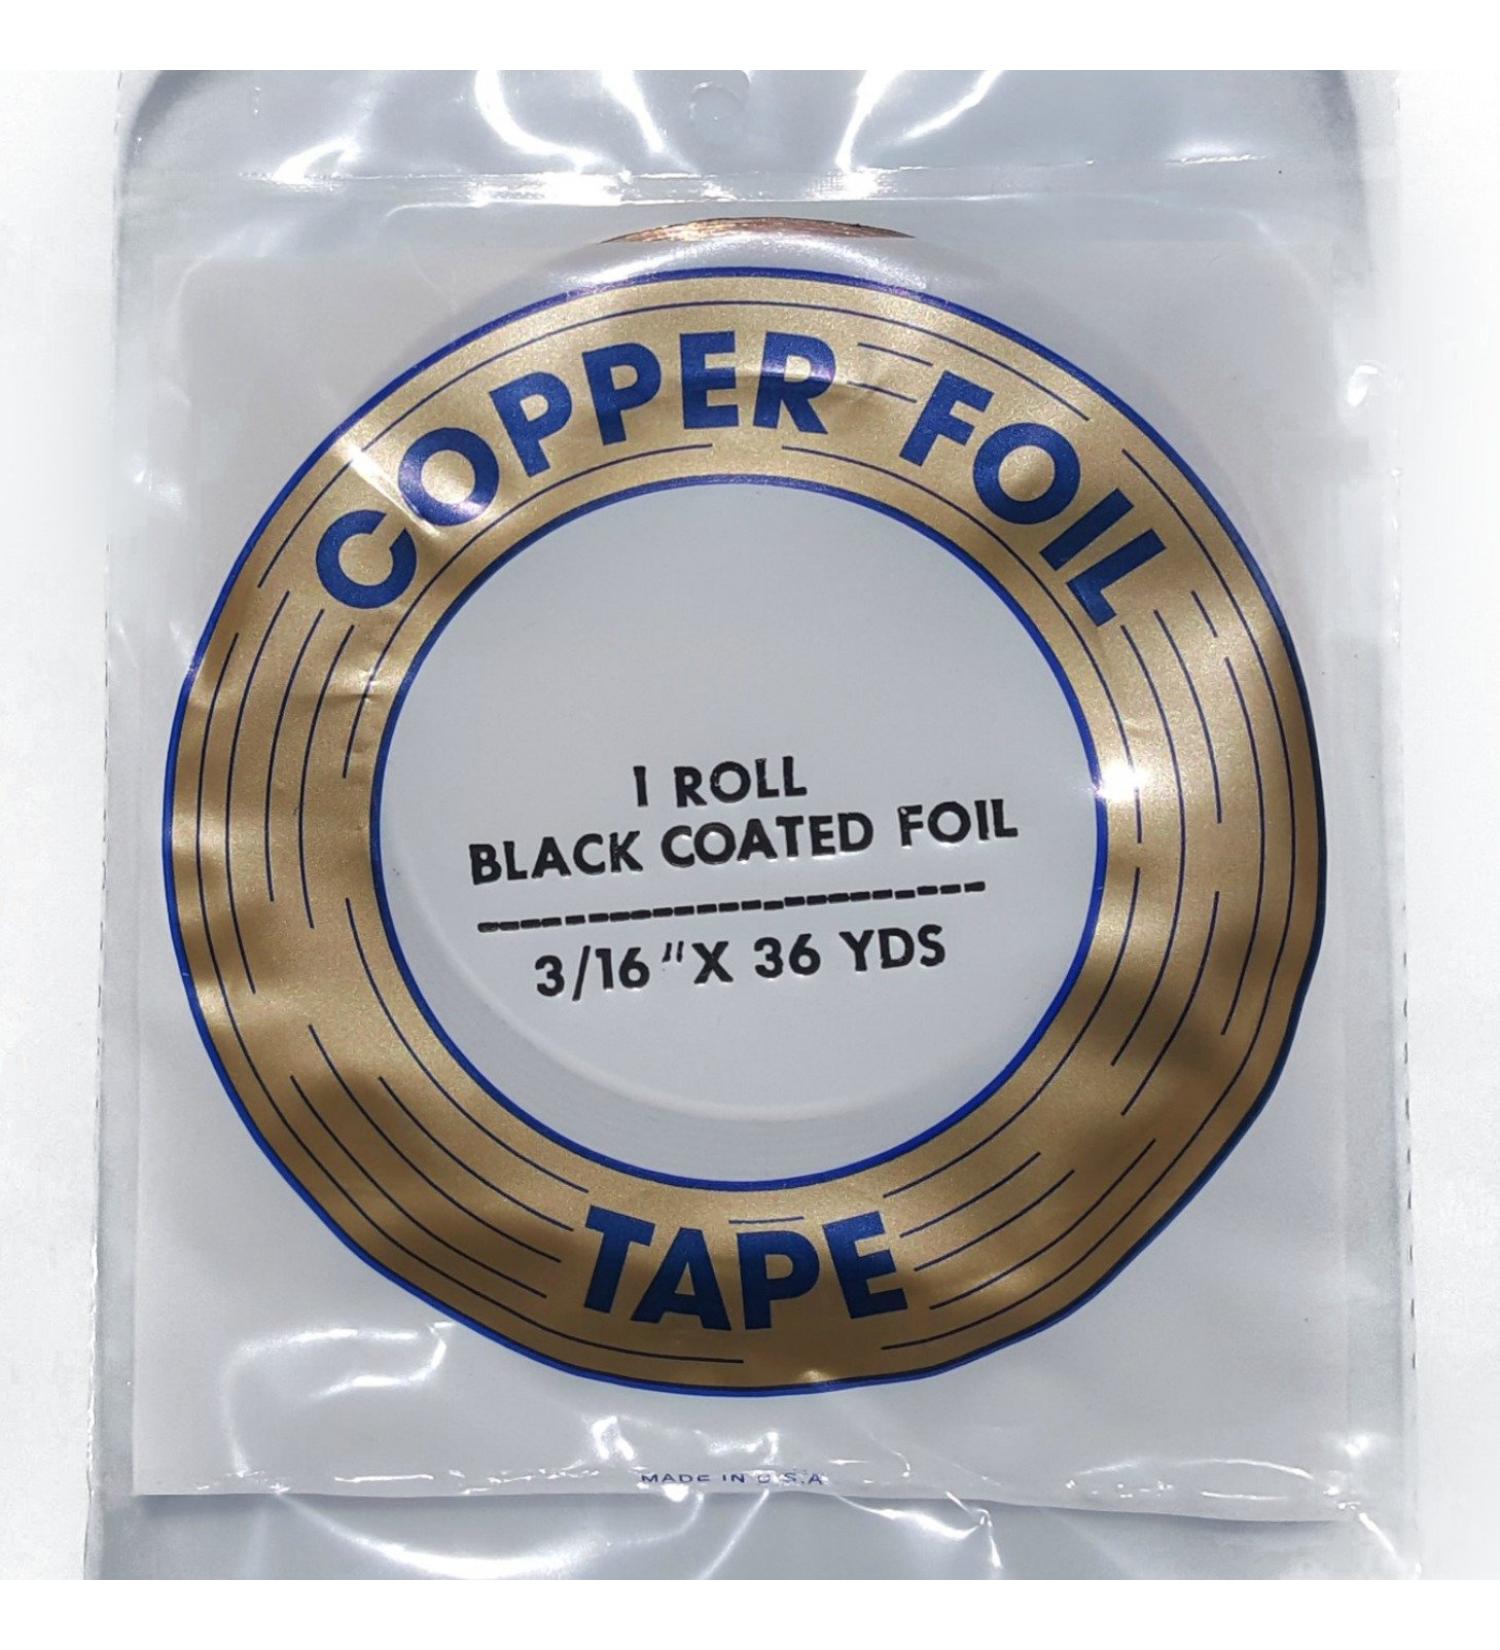 COPPER FOIL
1 ROLL
BLACK COATED FOIL
3/16" X 36 YDS
TAPE
MADE IN U.S.A